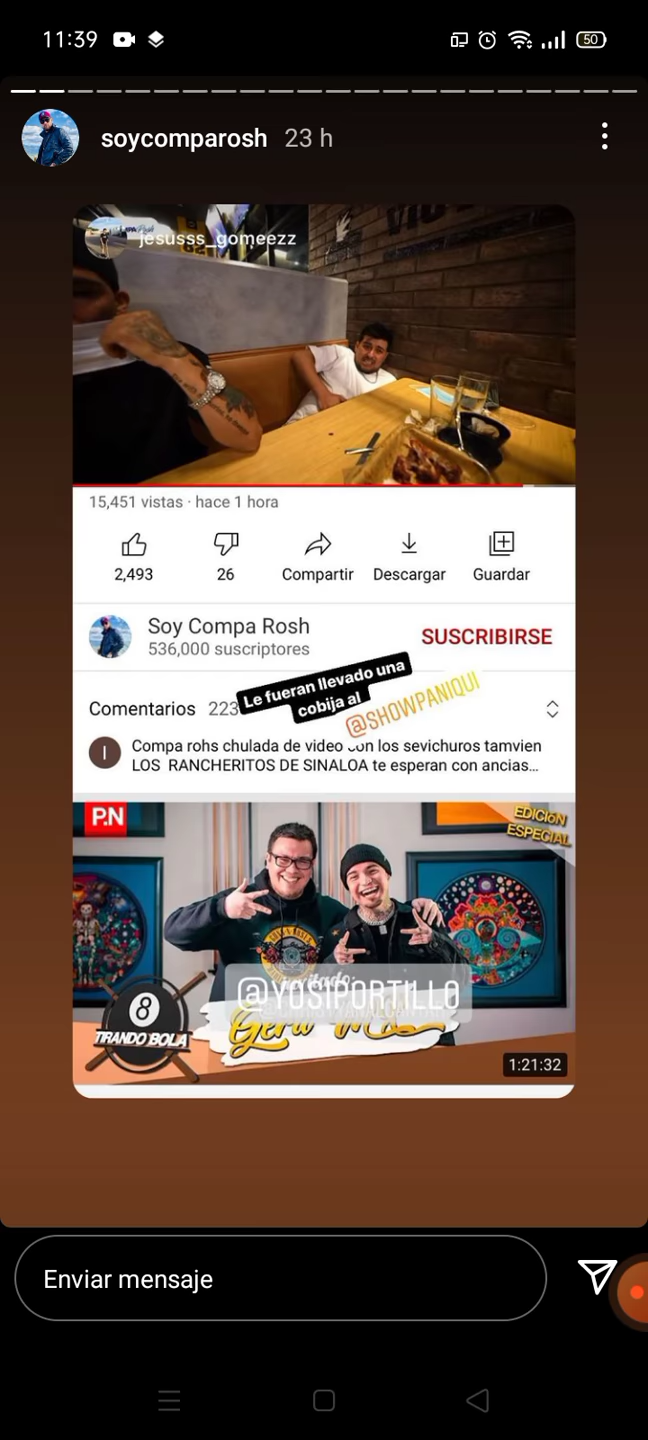 11:39
50
soycomparosh 23 h
jesusss_gomeezz
15,451 vistas · hace 1 hora
2,493
26
Compartir
Descargar
Guardar
Soy Compa Rosh
536,000 suscriptores
SUSCRIBIRSE
Le fueran llevado una
cobija al
@SHOWPANIQUI
Comentarios 223
I
Compa rohs chulada de video con los sevichuros tamvien
LOS RANCHERITOS DE SINALOA te esperan con ancias...
P.N
EDICIÓN
ESPECIAL
invitado:
@YOSIPORTILLO
8
TIRANDO BOLA
1:21:32
Enviar mensaje